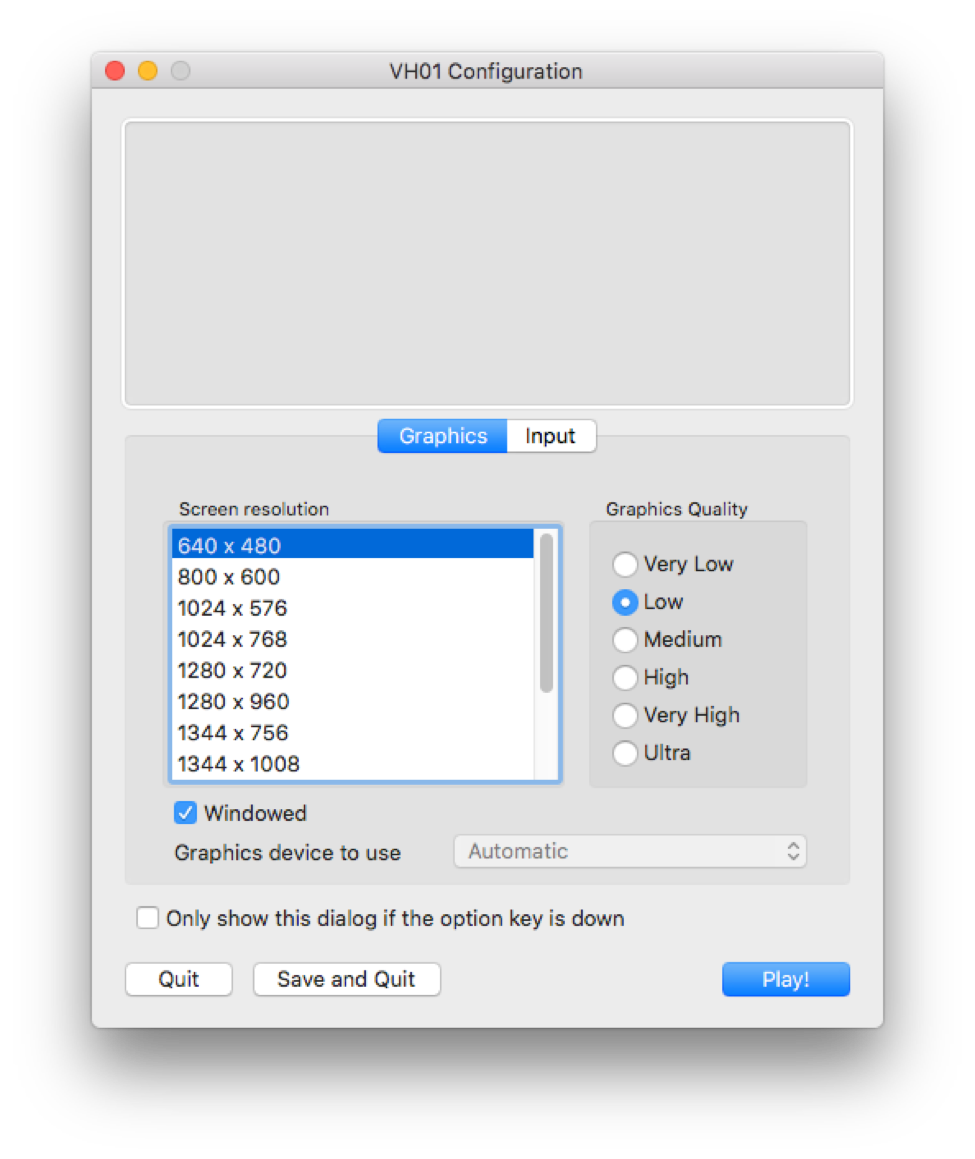 VH01 Configuration
Graphics Input
Screen resolution
640 x 480
800 x 600
1024 x 576
1024 x 768
1280 x 720
1280 x 960
1344 x 756
1344 x 1008
Graphics Quality
Very Low
Low
Medium
High
Very High
Ultra
Windowed
Graphics device to use Automatic
Only show this dialog if the option key is down
Quit Save and Quit Play!